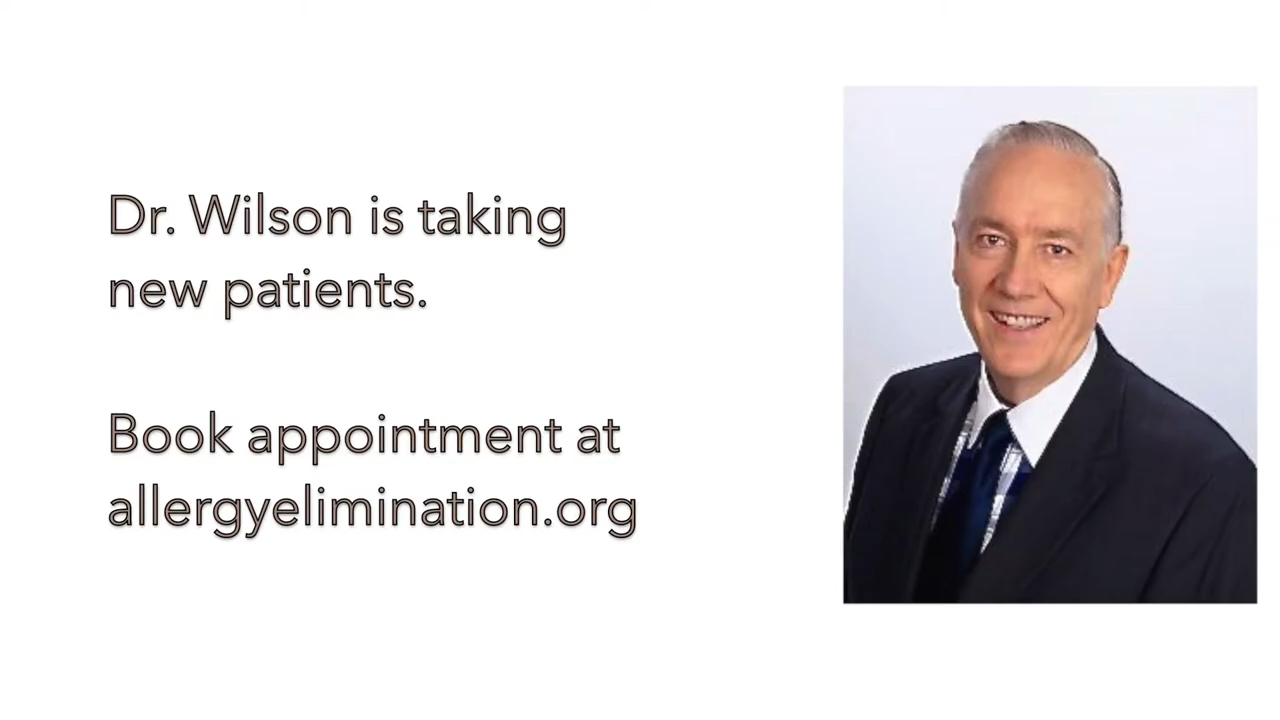 Dr. Wilson is taking
new patients.
Book appointment at
allergyelimination.org